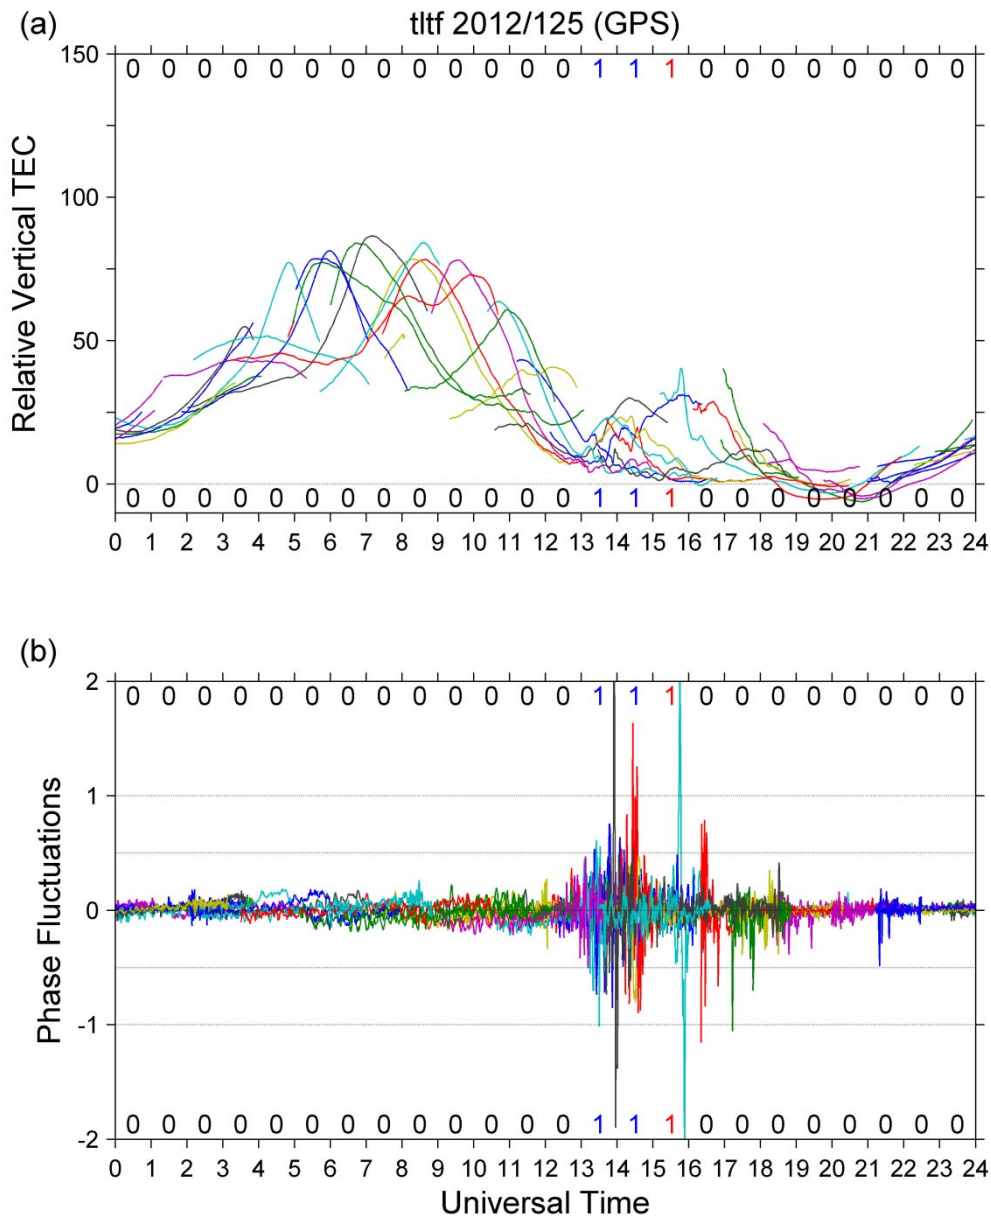 (a)
tltf 2012/125 (GPS)
150
0 0 0 0 0 0 0 0 0 0 0 0 0 1 1 1 0 0 0 0 0 0 0 0
100
50
0
Relative Vertical TEC
0 0 0 0 0 0 0 0 0 0 0 0 0 1 1 1 0 0 0 0 0 0 0 0
0 1 2 3 4 5 6 7 8 9 10 11 12 13 14 15 16 17 18 19 20 21 22 23 24
(b)
2
0 0 0 0 0 0 0 0 0 0 0 0 0 1 1 1 0 0 0 0 0 0 0 0
1
0
-1
Phase Fluctuations
0 0 0 0 0 0 0 0 0 0 0 0 0 1 1 1 0 0 0 0 0 0 0 0
-2
0 1 2 3 4 5 6 7 8 9 10 11 12 13 14 15 16 17 18 19 20 21 22 23 24
Universal Time